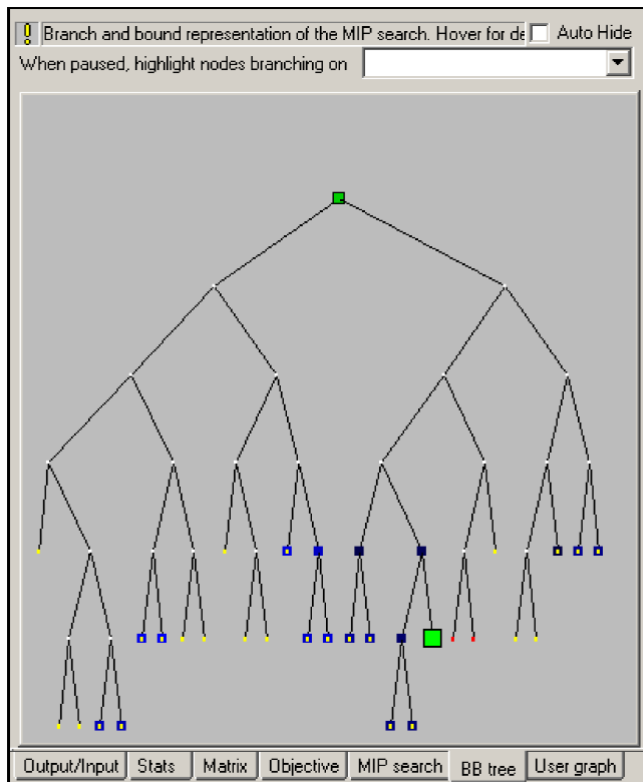 Branch and bound representation of the MIP search. Hover for de Auto Hide
When paused, highlight nodes branching on
Output/Input Stats Matrix Objective MIP search BB tree User graph